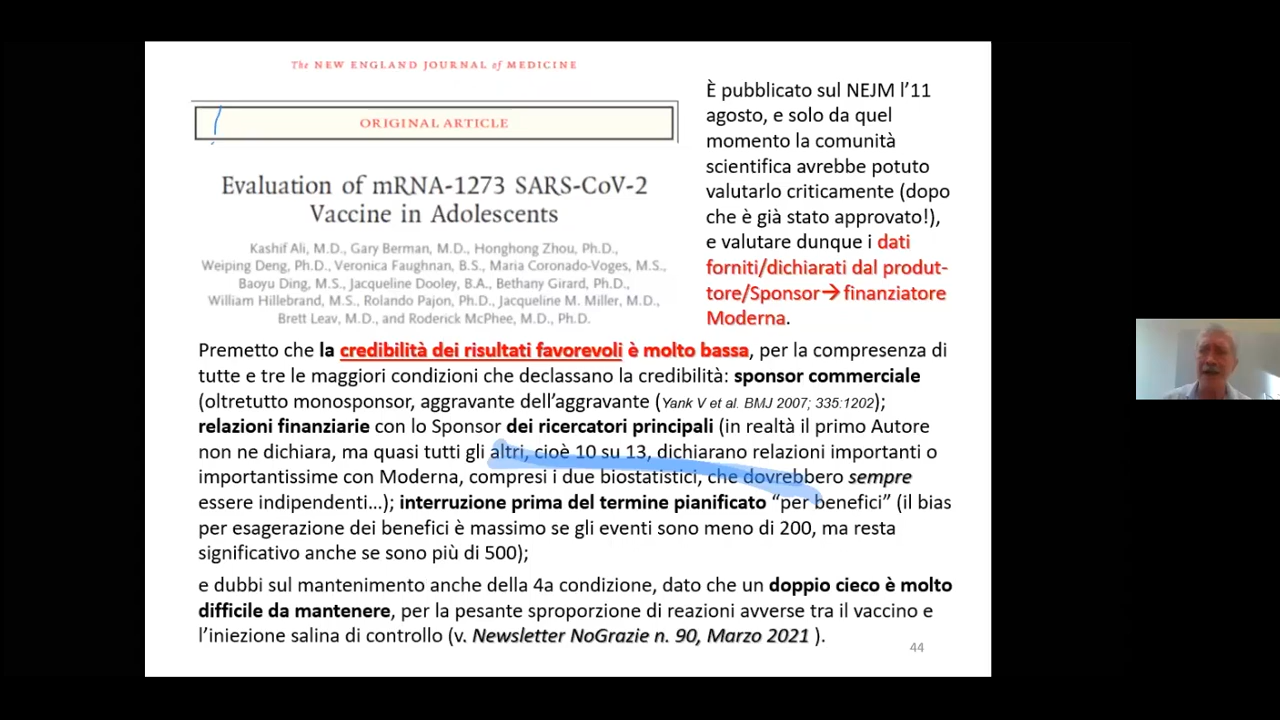 The NEW ENGLAND JOURNAL of MEDICINE
ORIGINAL ARTICLE
Evaluation of mRNA-1273 SARS-CoV-2
Vaccine in Adolescents
Kashif Ali, M.D., Gary Berman, M.D., Honghong Zhou, Ph.D.,
Weiping Deng, Ph.D., Veronica Faughnan, B.S., Maria Coronado-Voges, M.S.,
Baoyu Ding, M.S., Jacqueline Dooley, B.A., Bethany Girard, Ph.D.,
William Hillebrand, M.S., Rolando Pajon, Ph.D., Jacqueline M. Miller, M.D.,
Brett Leav, M.D., and Roderick McPhee, M.D., Ph.D.
È pubblicato sul NEJM l’11
agosto, e solo da quel
momento la comunità
scientifica avrebbe potuto
valutarlo criticamente (dopo
che è già stato approvato!),
e valutare dunque i dati
forniti/dichiarati dal produt-
tore/Sponsor→finanziatore
Moderna.
Premetto che la credibilità dei risultati favorevoli è molto bassa, per la compresenza di
tutte e tre le maggiori condizioni che declassano la credibilità: sponsor commerciale
(oltretutto monosponsor, aggravante dell’aggravante (Yank V et al. BMJ 2007; 335:1202);
relazioni finanziarie con lo Sponsor dei ricercatori principali (in realtà il primo Autore
non ne dichiara, ma quasi tutti gli altri, cioè 10 su 13, dichiarano relazioni importanti o
importantissime con Moderna, compresi i due biostatistici, che dovrebbero sempre
essere indipendenti…); interruzione prima del termine pianificato “per benefici” (il bias
per esagerazione dei benefici è massimo se gli eventi sono meno di 200, ma resta
significativo anche se sono più di 500);
e dubbi sul mantenimento anche della 4a condizione, dato che un doppio cieco è molto
difficile da mantenere, per la pesante sproporzione di reazioni avverse tra il vaccino e
l’iniezione salina di controllo (v. Newsletter NoGrazie n. 90, Marzo 2021 ).
44